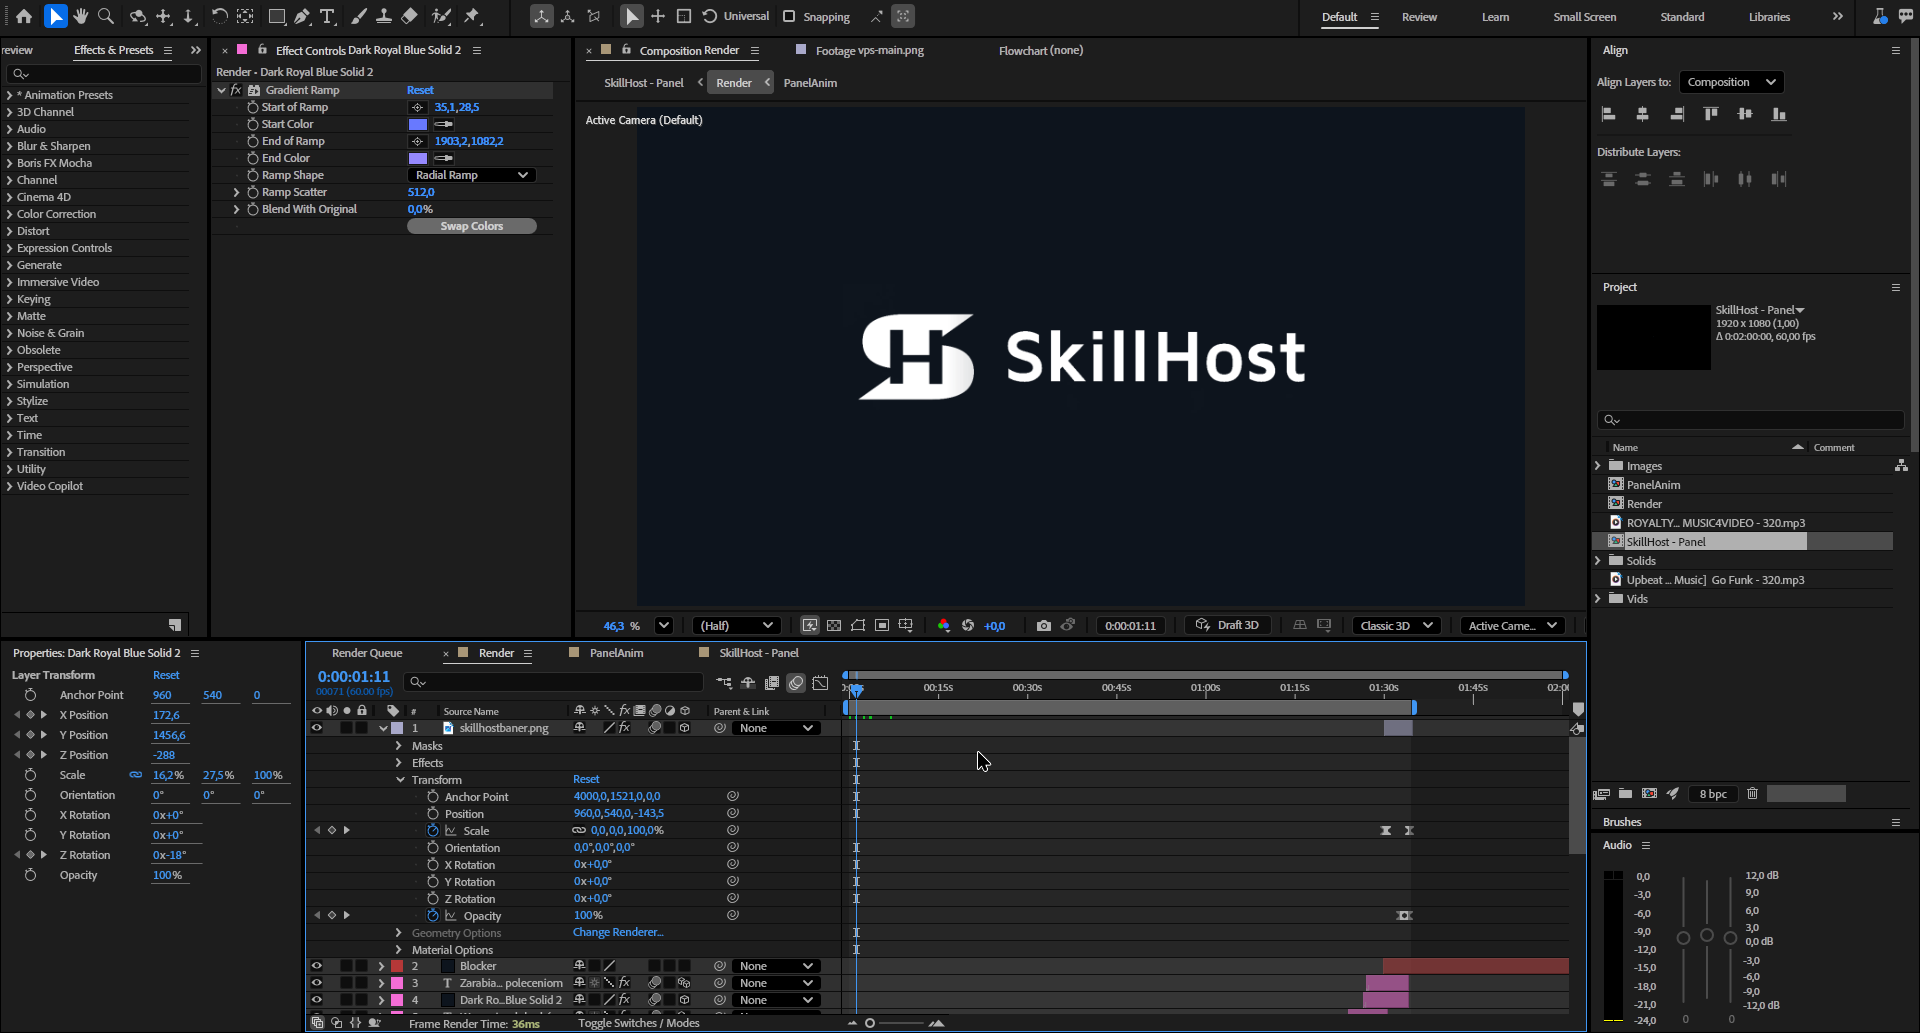 Universal
Snapping
Default
Review
Learn
Small Screen
Standard
Libraries
review
Effects & Presets
* Animation Presets
3D Channel
Audio
Blur & Sharpen
Boris FX Mocha
Channel
Cinema 4D
Color Correction
Distort
Expression Controls
Generate
Immersive Video
Keying
Matte
Noise & Grain
Obsolete
Perspective
Simulation
Stylize
Text
Time
Transition
Utility
Video Copilot
Effect Controls Dark Royal Blue Solid 2
Render - Dark Royal Blue Solid 2
fx Gradient Ramp Reset
Start of Ramp 35,1,28,5
Start Color
End of Ramp 1903,2,1082,2
End Color
Ramp Shape Radial Ramp
Ramp Scatter 512,0
Blend With Original 0,0%
Swap Colors
Composition Render
Footage vps-main.png
Flowchart (none)
SkillHost - Panel
Render
PanelAnim
Active Camera (Default)
SkillHost
46,3 %
(Half)
+0,0
0:00:01:11
Draft 3D
Classic 3D
Active Came...
Align
Align Layers to: Composition
Distribute Layers:
Project
SkillHost - Panel
1920 x 1080 (1,00)
Δ 0:02:00:00, 60,00 fps
Name Comment
Images
PanelAnim
Render
ROYALTY... MUSIC4VIDEO - 320.mp3
SkillHost - Panel
Solids
Upbeat ... Music] Go Funk - 320.mp3
Vids
8 bpc
Brushes
Audio
0,0
-3,0
-6,0
-9,0
-12,0
-15,0
-18,0
-21,0
-24,0
12,0 dB
9,0
6,0
3,0
0,0 dB
-3,0
-6,0
-9,0
-12,0 dB
0 0
Properties: Dark Royal Blue Solid 2
Layer Transform Reset
Anchor Point 960 540 0
X Position 172,6
Y Position 1456,6
Z Position -288
Scale 16,2% 27,5% 100%
Orientation 0° 0° 0°
X Rotation 0x+0°
Y Rotation 0x+0°
Z Rotation 0x-18°
Opacity 100%
Render Queue
Render
PanelAnim
SkillHost - Panel
0:00:01:11
00071 (60.00 fps)
00:15s 00:30s 00:45s 01:00s 01:15s 01:30s 01:45s
# Source Name fx Parent & Link
1 skillhostbaner.png fx None
Masks
Effects
Transform Reset
Anchor Point 4000,0,1521,0,0,0
Position 960,0,540,0,-143,5
Scale 0,0,0,0,100,0%
Orientation 0,0°,0,0°,0,0°
X Rotation 0x+0,0°
Y Rotation 0x+0,0°
Z Rotation 0x+0,0°
Opacity 100%
Geometry Options Change Renderer...
Material Options
2 Blocker None
3 T Zarabia... poleceniom fx None
4 Dark Ro...Blue Solid 2 fx None
Frame Render Time: 36ms
Toggle Switches / Modes